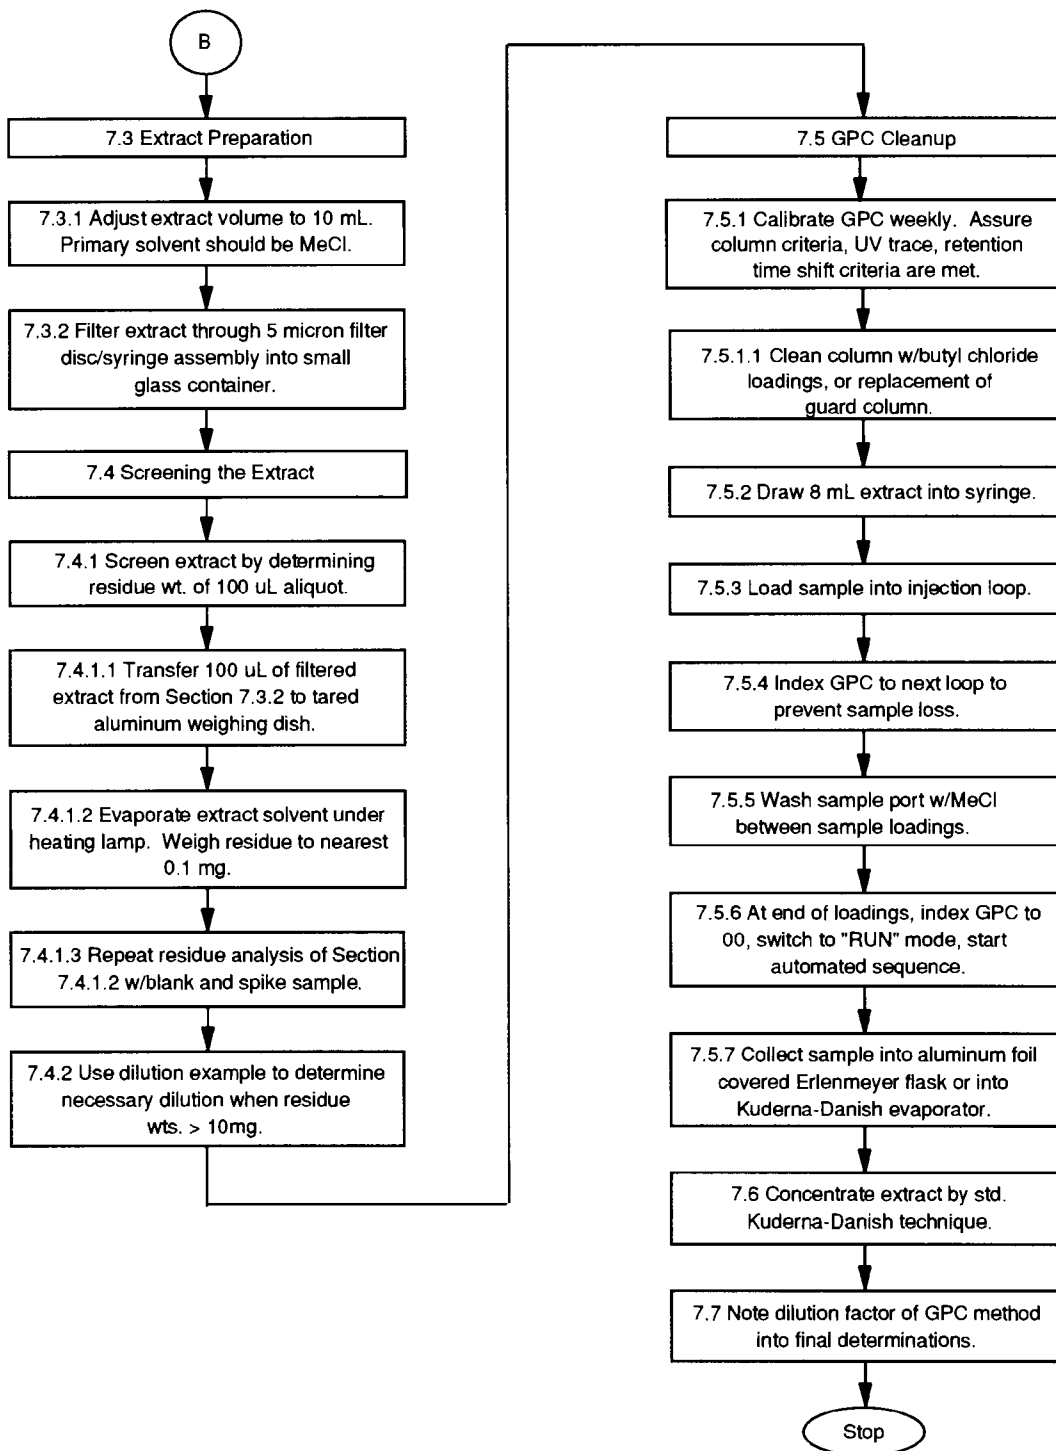 B
7.3 Extract Preparation
7.3.1 Adjust extract volume to 10 mL.
Primary solvent should be MeCl.
7.3.2 Filter extract through 5 micron filter
disc/syringe assembly into small
glass container.
7.4 Screening the Extract
7.4.1 Screen extract by determining
residue wt. of 100 uL aliquot.
7.4.1.1 Transfer 100 uL of filtered
extract from Section 7.3.2 to tared
aluminum weighing dish.
7.4.1.2 Evaporate extract solvent under
heating lamp. Weigh residue to nearest
0.1 mg.
7.4.1.3 Repeat residue analysis of Section
7.4.1.2 w/blank and spike sample.
7.4.2 Use dilution example to determine
necessary dilution when residue
wts. > 10mg.
7.5 GPC Cleanup
7.5.1 Calibrate GPC weekly. Assure
column criteria, UV trace, retention
time shift criteria are met.
7.5.1.1 Clean column w/butyl chloride
loadings, or replacement of
guard column.
7.5.2 Draw 8 mL extract into syringe.
7.5.3 Load sample into injection loop.
7.5.4 Index GPC to next loop to
prevent sample loss.
7.5.5 Wash sample port w/MeCl
between sample loadings.
7.5.6 At end of loadings, index GPC to
00, switch to "RUN" mode, start
automated sequence.
7.5.7 Collect sample into aluminum foil
covered Erlenmeyer flask or into
Kuderna-Danish evaporator.
7.6 Concentrate extract by std.
Kuderna-Danish technique.
7.7 Note dilution factor of GPC method
into final determinations.
Stop